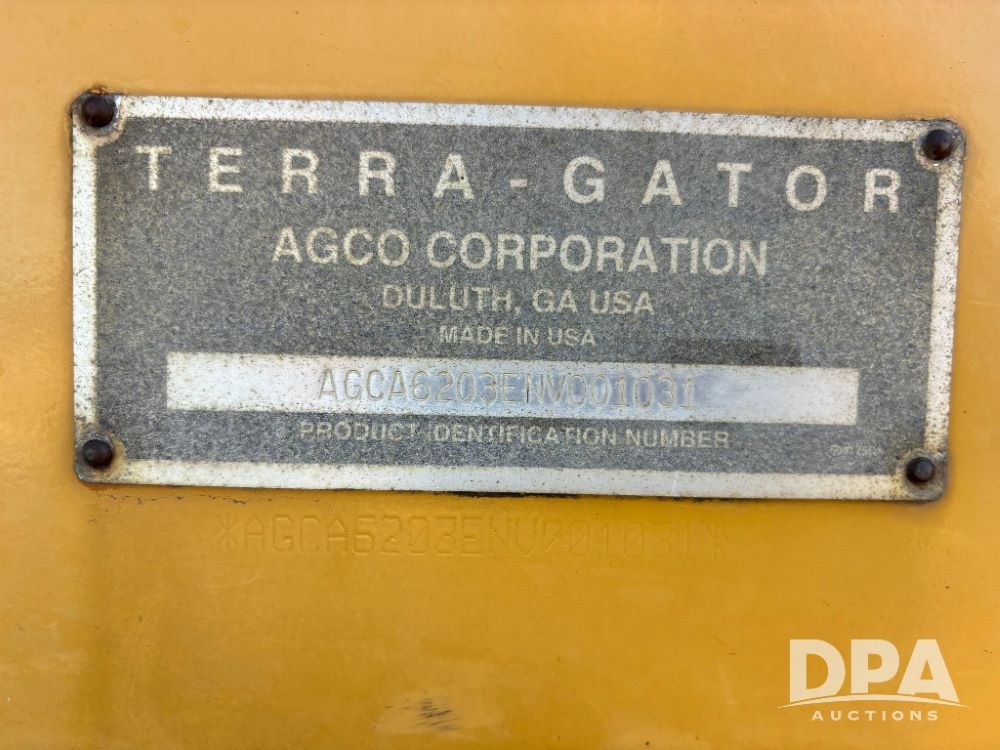 TERRA-GATOR
AGCO CORPORATION
DULUTH, GA USA
MADE IN USA
AGCA6203ENV001031
PRODUCT IDENTIFICATION NUMBER
*AGCA6203ENV001031*
DPA
AUCTIONS